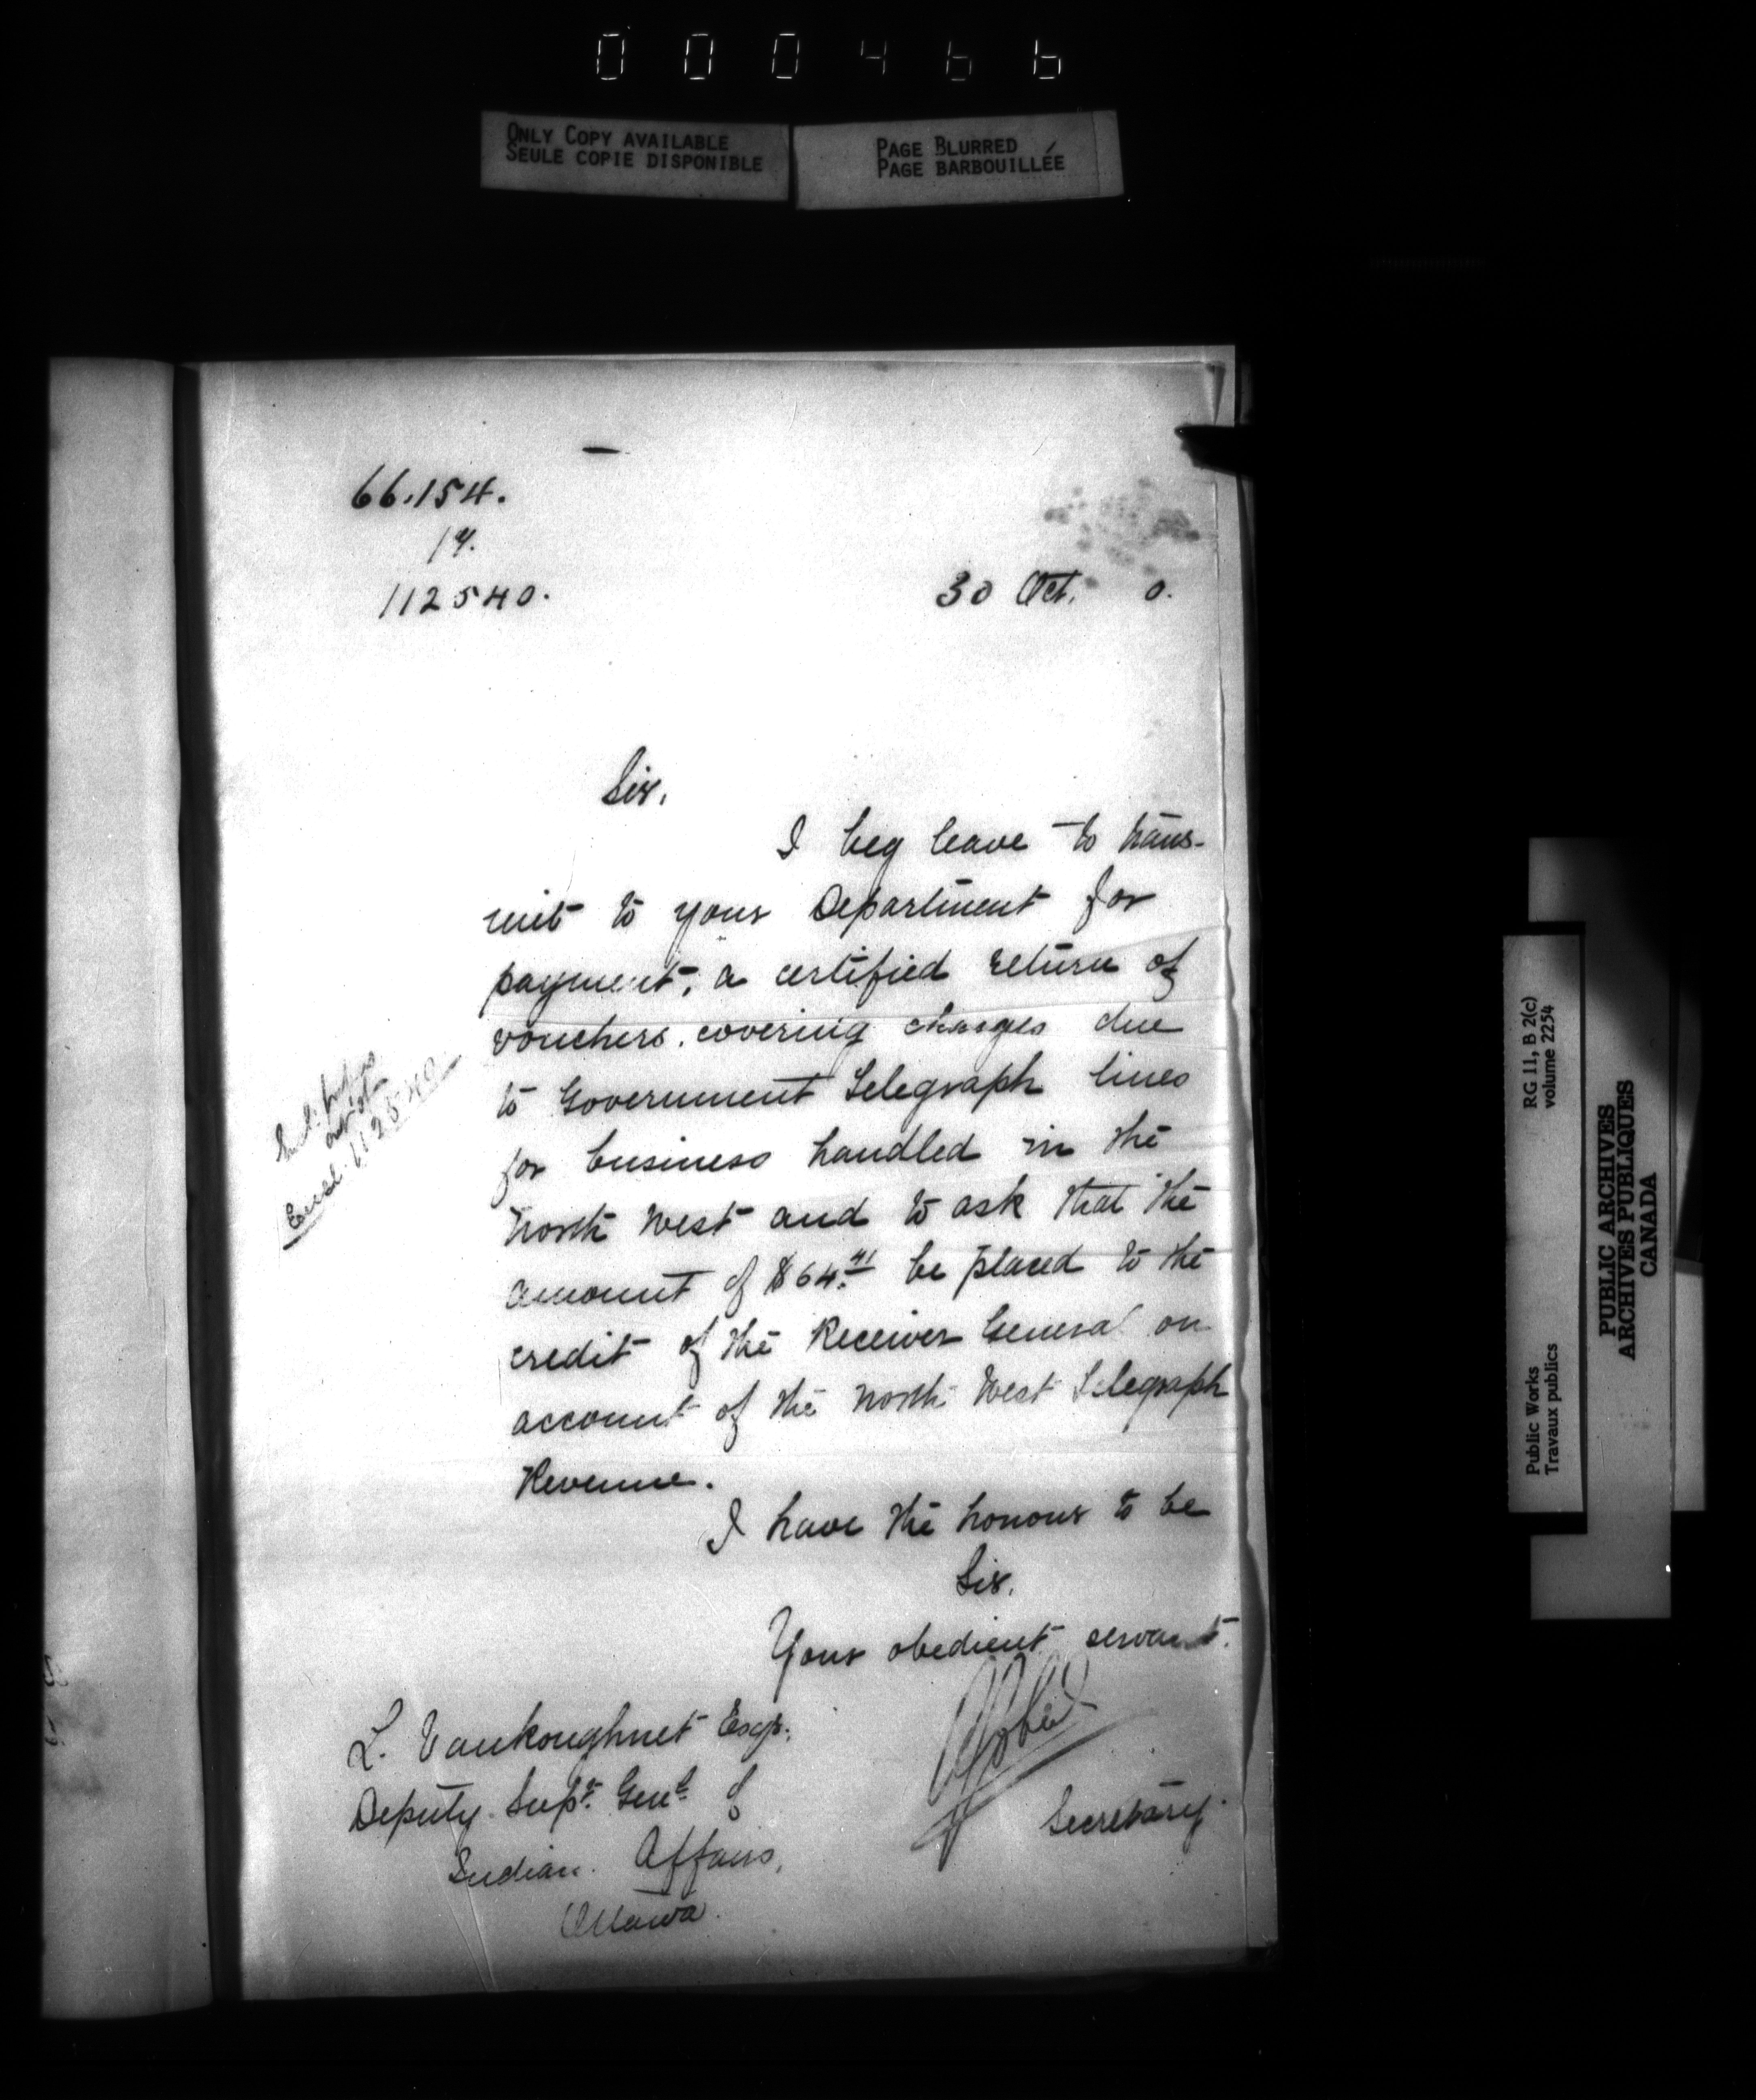 000466
ONLY COPY AVAILABLE
SEULE COPIE DISPONIBLE
PAGE BLURRED
PAGE BARBOUILLÉE
66.154.
14.
112540.
30 Oct. 0.
Sir,
I beg leave to trans-
mit to your Department for
payment, a certified return of
vouchers, covering charges due
to Government Telegraph lines
for business handled in the
North West and to ask that the
amount of $64.41 be placed to the
credit of the Receiver General on
account of the North West Telegraph
Revenue.
I have the honour to be
Sir,
Your obedient servant.
Secretary.
L. Vankoughnet Esqr.
Deputy Supt. Genl. of
Indian Affairs,
Ottawa.
Encl. 112540
RG 11, B 2(c)
volume 2254
Public Works
Travaux publics
PUBLIC ARCHIVES
ARCHIVES PUBLIQUES
CANADA